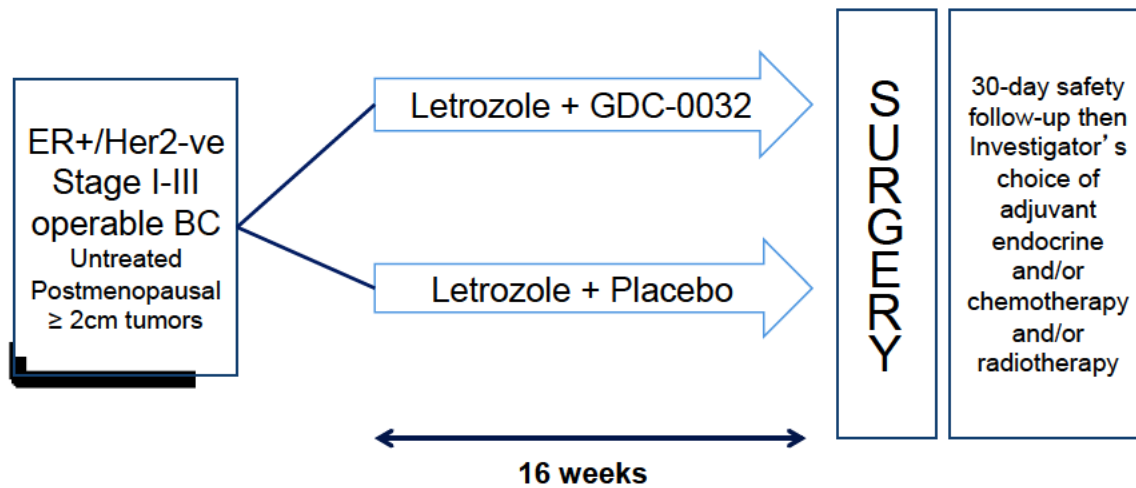 ER+/Her2-ve
Stage I-III
operable BC
Untreated
Postmenopausal
≥ 2cm tumors
Letrozole + GDC-0032
Letrozole + Placebo
16 weeks
S
U
R
G
E
R
Y
30-day safety
follow-up then
Investigator's
choice of
adjuvant
endocrine
and/or
chemotherapy
and/or
radiotherapy